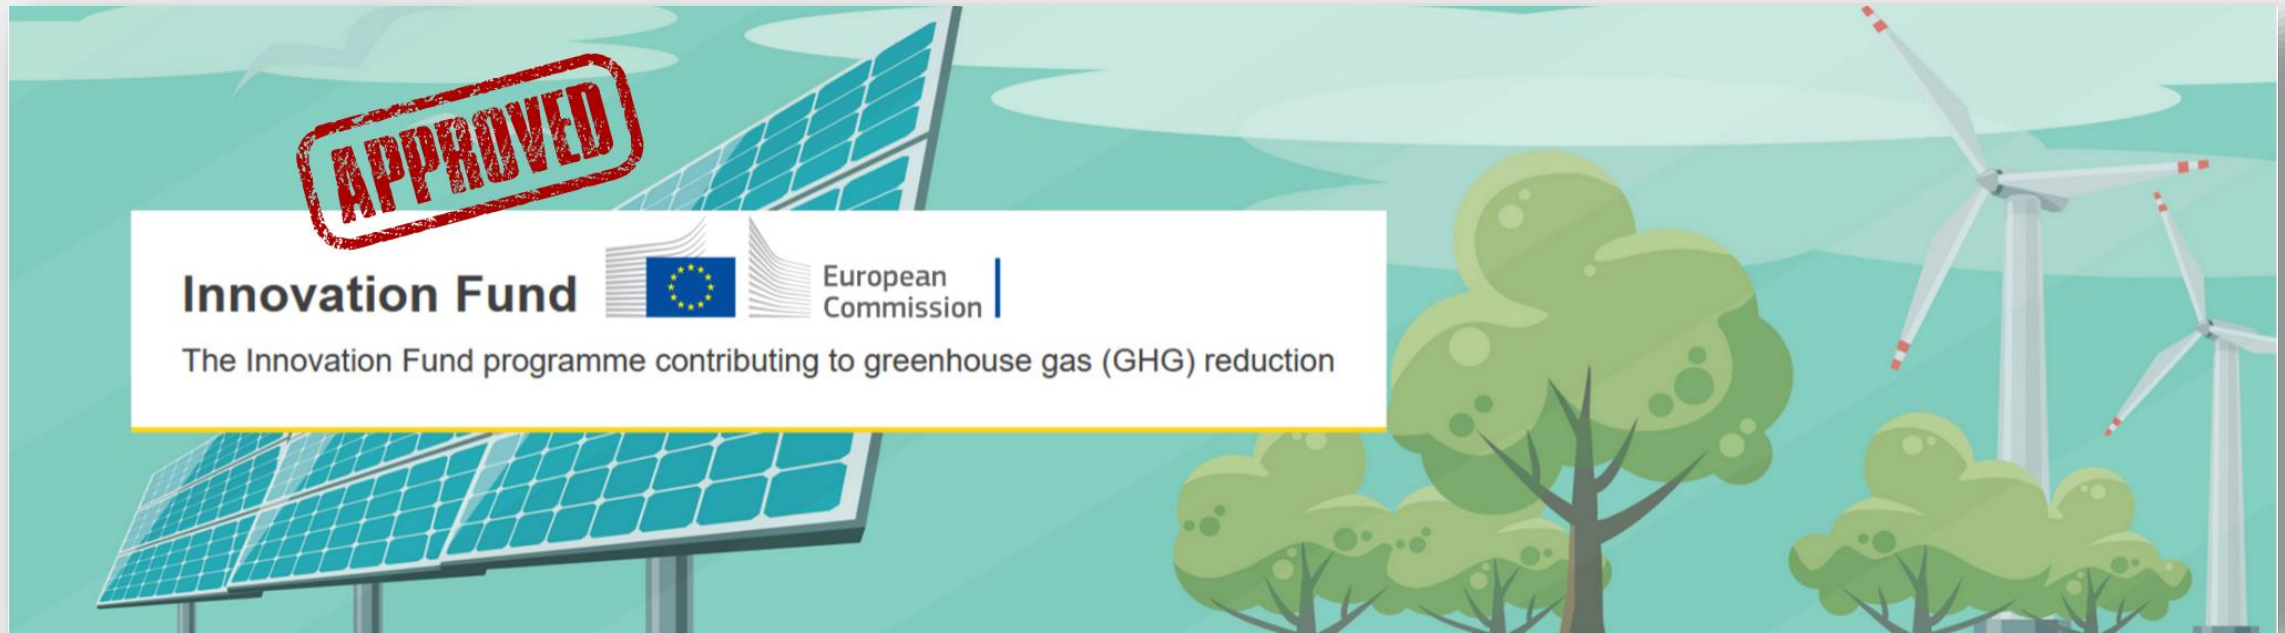 APPROVED
Innovation Fund
European
Commission
The Innovation Fund programme contributing to greenhouse gas (GHG) reduction